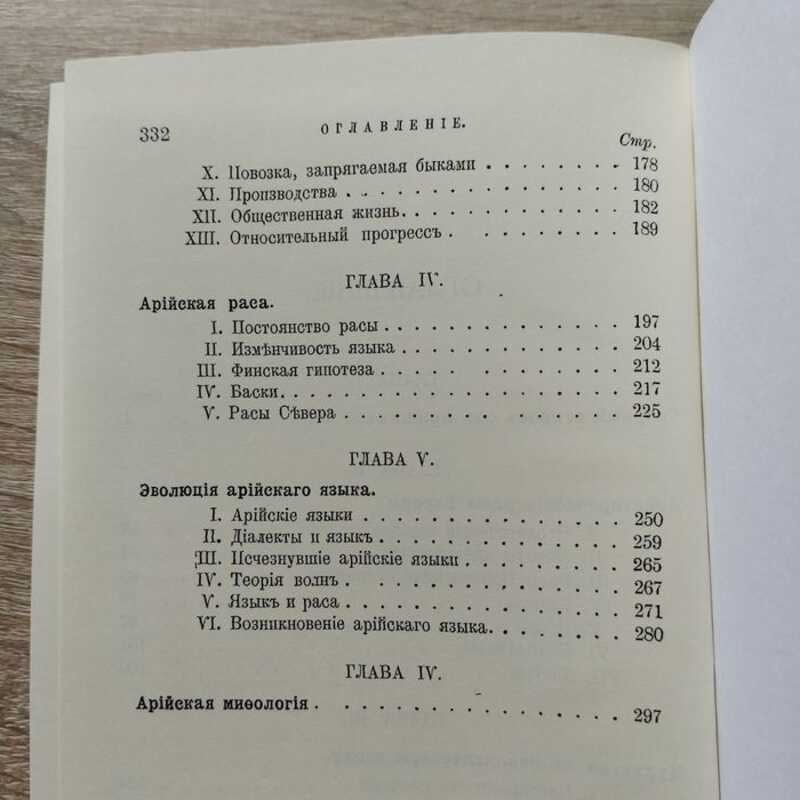 332 ОГЛАВЛЕНІЕ.
Стр.
X. Повозка, запрягаемая быками . . . . . . . . 178
XI. Производства . . . . . . . . . . . . . . 180
XII. Общественная жизнь. . . . . . . . . . . . 182
XIII. Относительный прогрессъ . . . . . . . . . 189
ГЛАВА IV.
Арійская раса.
I. Постоянство расы . . . . . . . . . . . . . 197
II. Измѣнчивость языка . . . . . . . . . . . . 204
III. Финская гипотеза . . . . . . . . . . . . . 212
IV. Баски. . . . . . . . . . . . . . . . . . 217
V. Расы Сѣвера . . . . . . . . . . . . . . . 225
ГЛАВА V.
Эволюція арійскаго языка.
I. Арійскіе языки . . . . . . . . . . . . . . 250
II. Діалекты и языкъ . . . . . . . . . . . . . 259
III. Исчезнувшіе арійскіе языки . . . . . . . . . 265
IV. Теорія волнъ . . . . . . . . . . . . . . 267
V. Языкъ и раса . . . . . . . . . . . . . . . 271
VI. Возникновеніе арійскаго языка. . . . . . . . 280
ГЛАВА IV.
Арійская миѳологія . . . . . . . . . . . . . . . 297